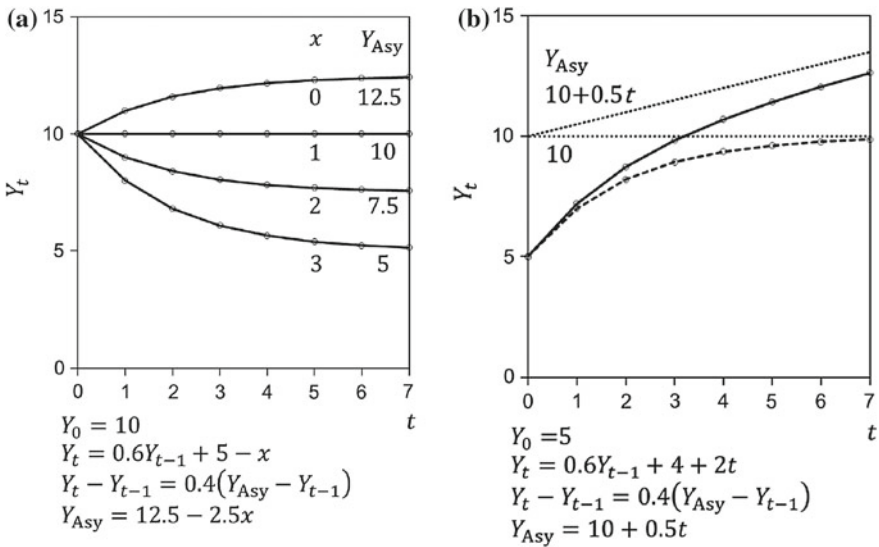 (a)
15
x Y_Asy
0 12.5
10
1 10
Y_t
2 7.5
5
3 5
0
0 1 2 3 4 5 6 7
t
Y_0 = 10
Y_t = 0.6Y_{t−1} + 5 − x
Y_t − Y_{t−1} = 0.4(Y_Asy − Y_{t−1})
Y_Asy = 12.5 − 2.5x
(b)
15
Y_Asy
10+0.5t
10
10
Y_t
5
0
0 1 2 3 4 5 6 7
t
Y_0 =5
Y_t = 0.6Y_{t−1} + 4 + 2t
Y_t − Y_{t−1} = 0.4(Y_Asy − Y_{t−1})
Y_Asy = 10 + 0.5t